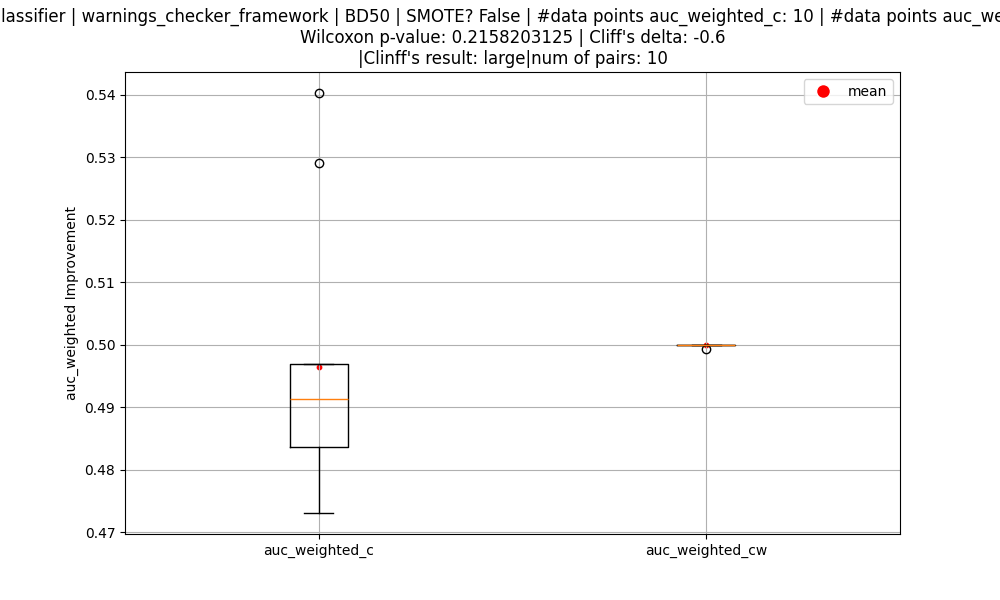 lassifier | warnings_checker_framework | BD50 | SMOTE? False | #data points auc_weighted_c: 10 | #data points auc_we
Wilcoxon p-value: 0.2158203125 | Cliff's delta: -0.6
|Clinff's result: large|num of pairs: 10
mean
0.54
0.53
0.52
0.51
0.50
0.49
0.48
0.47
auc_weighted Improvement
auc_weighted_c
auc_weighted_cw